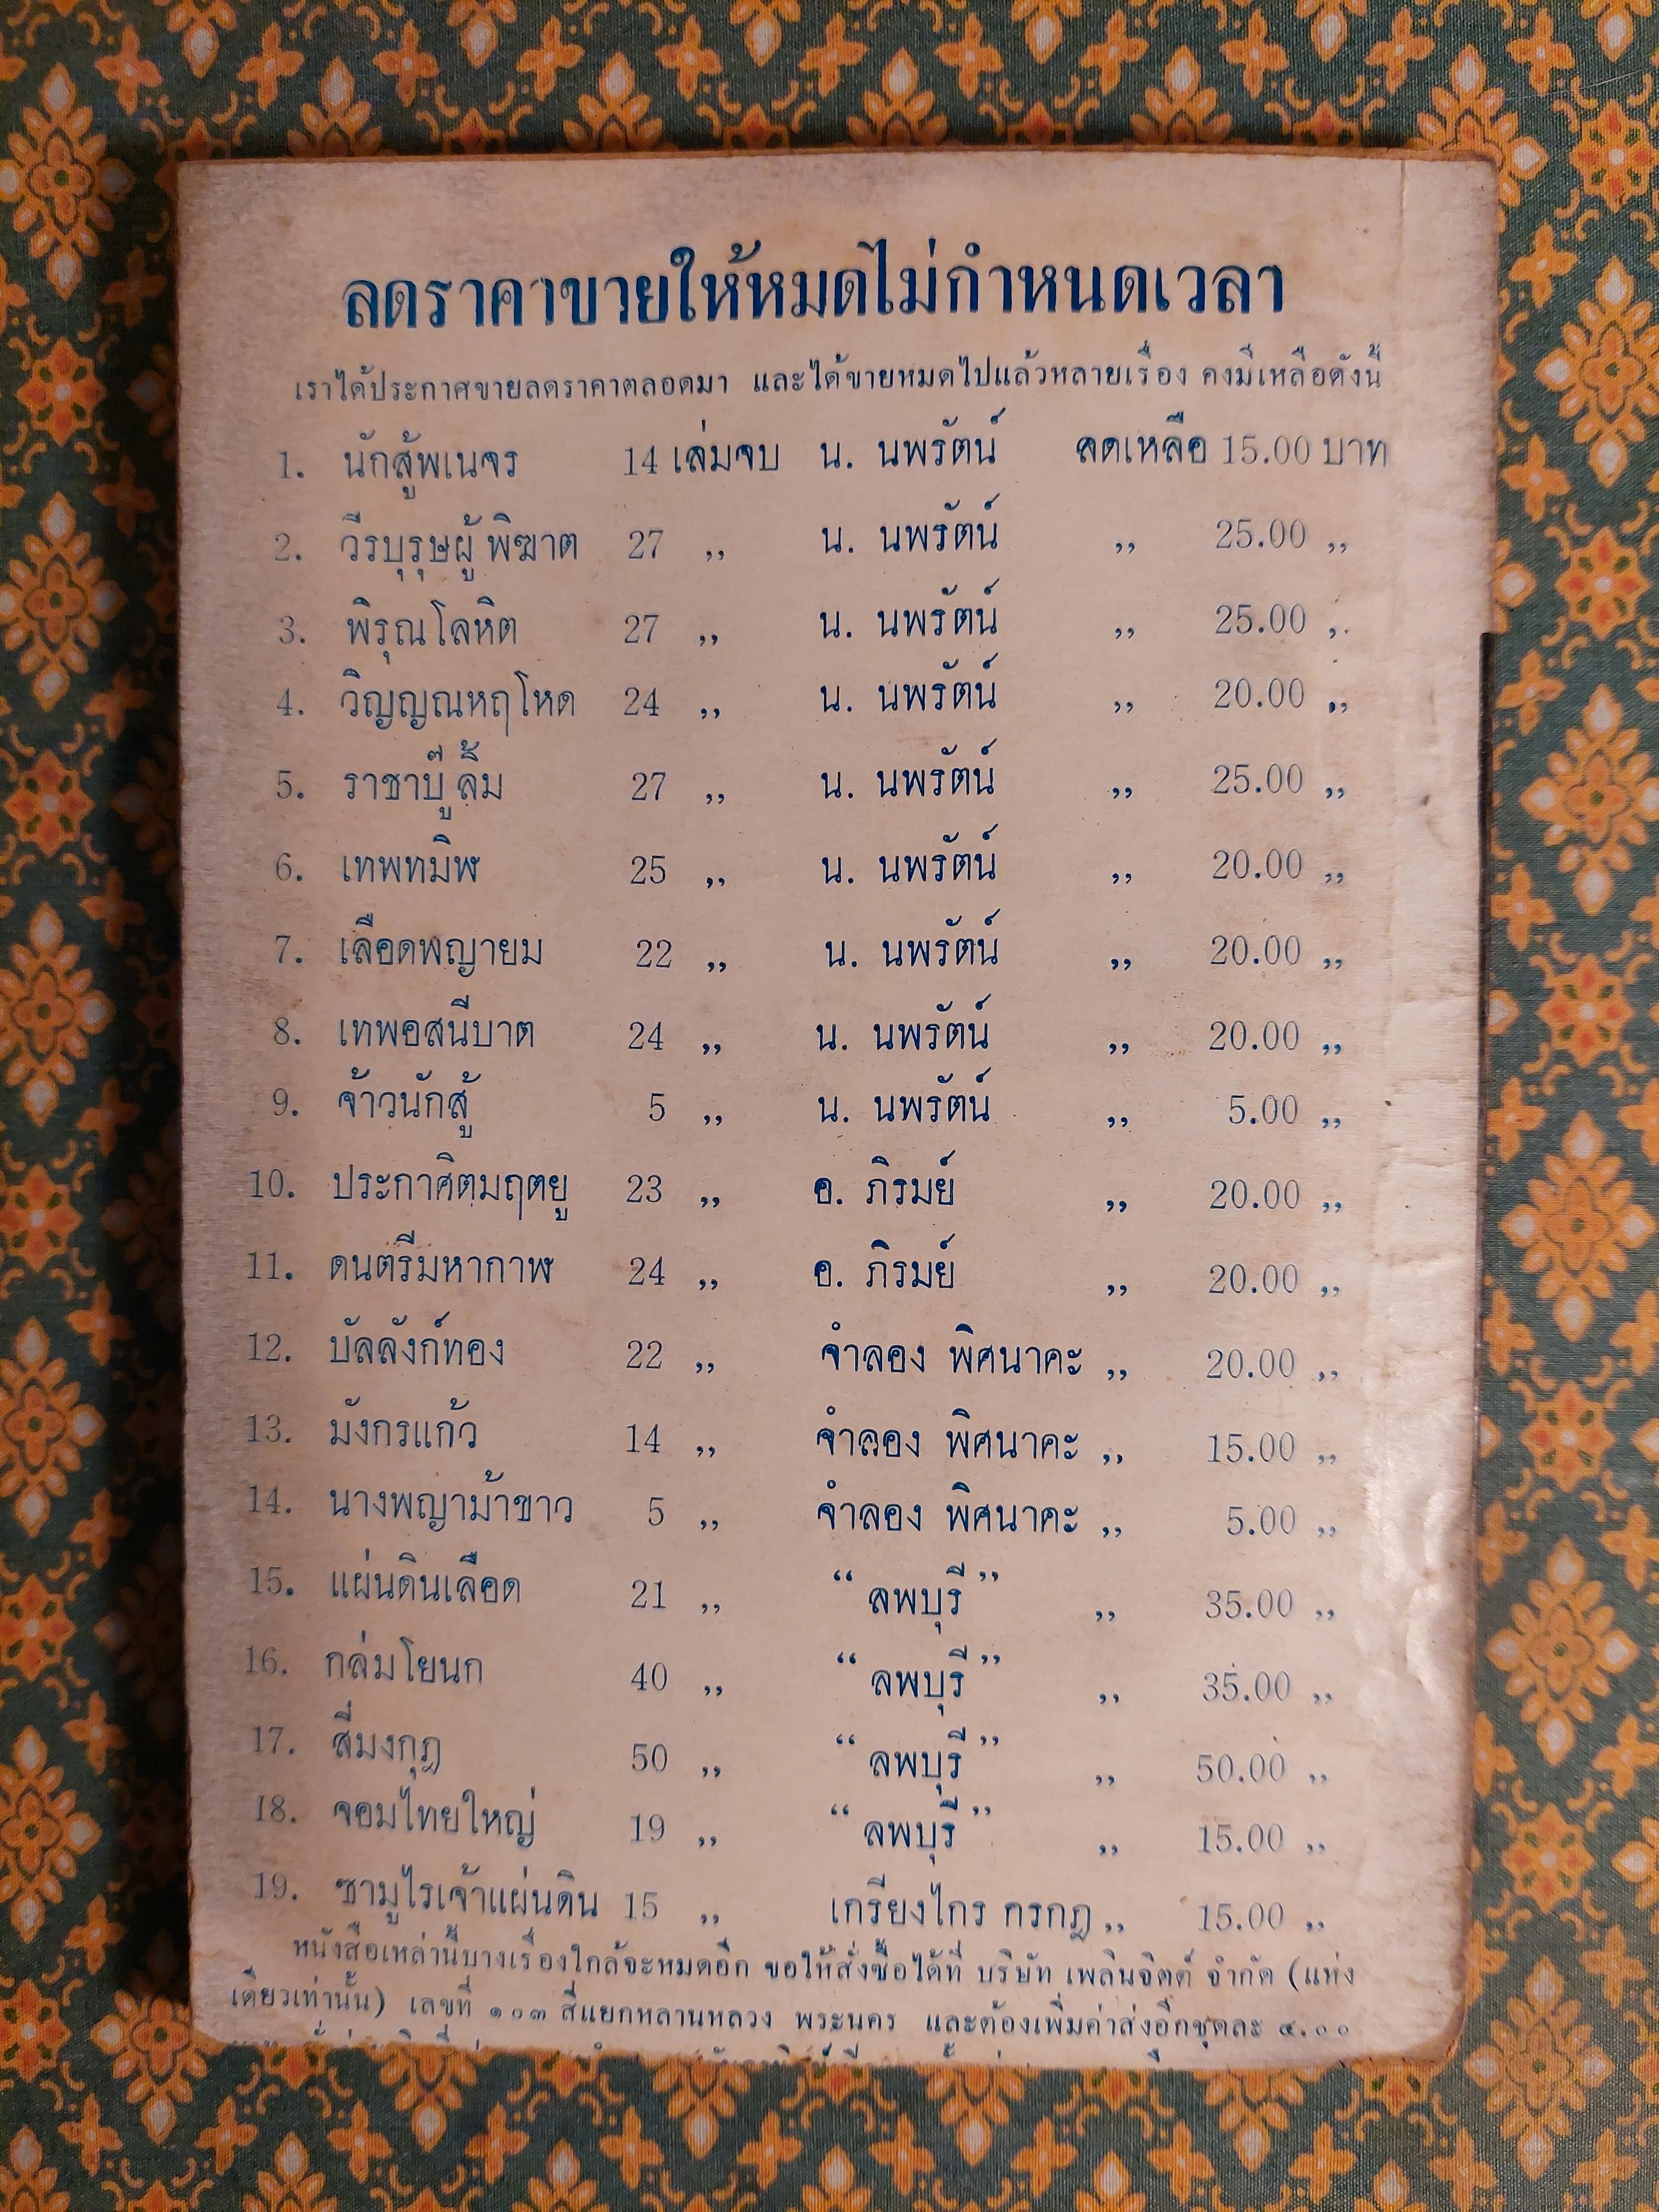 ลดราคาขายให้หมดไม่กำหนดเวลา
เราได้ประกาศขายลดราคาตลอดมา และได้ขายหมดไปแล้วหลายเรื่อง คงมีเหลือดังนี้
1. นักสู้พเนจร 14 เล่มจบ น. นพรัตน์ ลดเหลือ 15.00 บาท
2. วีรบุรุษผู้พิฆาต 27 ,, น. นพรัตน์ ,, 25.00 ,,
3. พิรุณโลหิต 27 ,, น. นพรัตน์ ,, 25.00 ,,
4. วิญญณหฤโหด 24 ,, น. นพรัตน์ ,, 20.00 ,,
5. ราชาบู๊ลิ้ม 27 ,, น. นพรัตน์ ,, 25.00 ,,
6. เทพทมิฬ 25 ,, น. นพรัตน์ ,, 20.00 ,,
7. เลือดพญายม 22 ,, น. นพรัตน์ ,, 20.00 ,,
8. เทพอสนีบาต 24 ,, น. นพรัตน์ ,, 20.00 ,,
9. จ้าวนักสู้ 5 ,, น. นพรัตน์ ,, 5.00 ,,
10. ประกาศิตมฤตยู 23 ,, อ. ภิรมย์ ,, 20.00 ,,
11. ดนตรีมหากาฬ 24 ,, อ. ภิรมย์ ,, 20.00 ,,
12. บัลลังก์ทอง 22 ,, จำลอง พิศนาคะ ,, 20.00 ,,
13. มังกรแก้ว 14 ,, จำลอง พิศนาคะ ,, 15.00 ,,
14. นางพญาม้าขาว 5 ,, จำลอง พิศนาคะ ,, 5.00 ,,
15. แผ่นดินเลือด 21 ,, “ลพบุรี” ,, 35.00 ,,
16. กล่มโยนก 40 ,, “ลพบุรี” ,, 35.00 ,,
17. สี่มงกุฎ 50 ,, “ลพบุรี” ,, 50.00 ,,
18. จอมไทยใหญ่ 19 ,, “ลพบุรี” ,, 15.00 ,,
19. ซามูไรเจ้าแผ่นดิน 15 ,, เกรียงไกร กรกฎ ,, 15.00 ,,
หนังสือเหล่านี้บางเรื่องใกล้จะหมดอีก ขอให้สั่งซื้อได้ที่ บริษัท เพลินจิตต์ จำกัด (แห่ง
เดียวเท่านั้น) เลขที่ ๑๐๓ สี่แยกหลานหลวง พระนคร และต้องเพิ่มค่าส่งอีกชุดละ ๔.๐๐